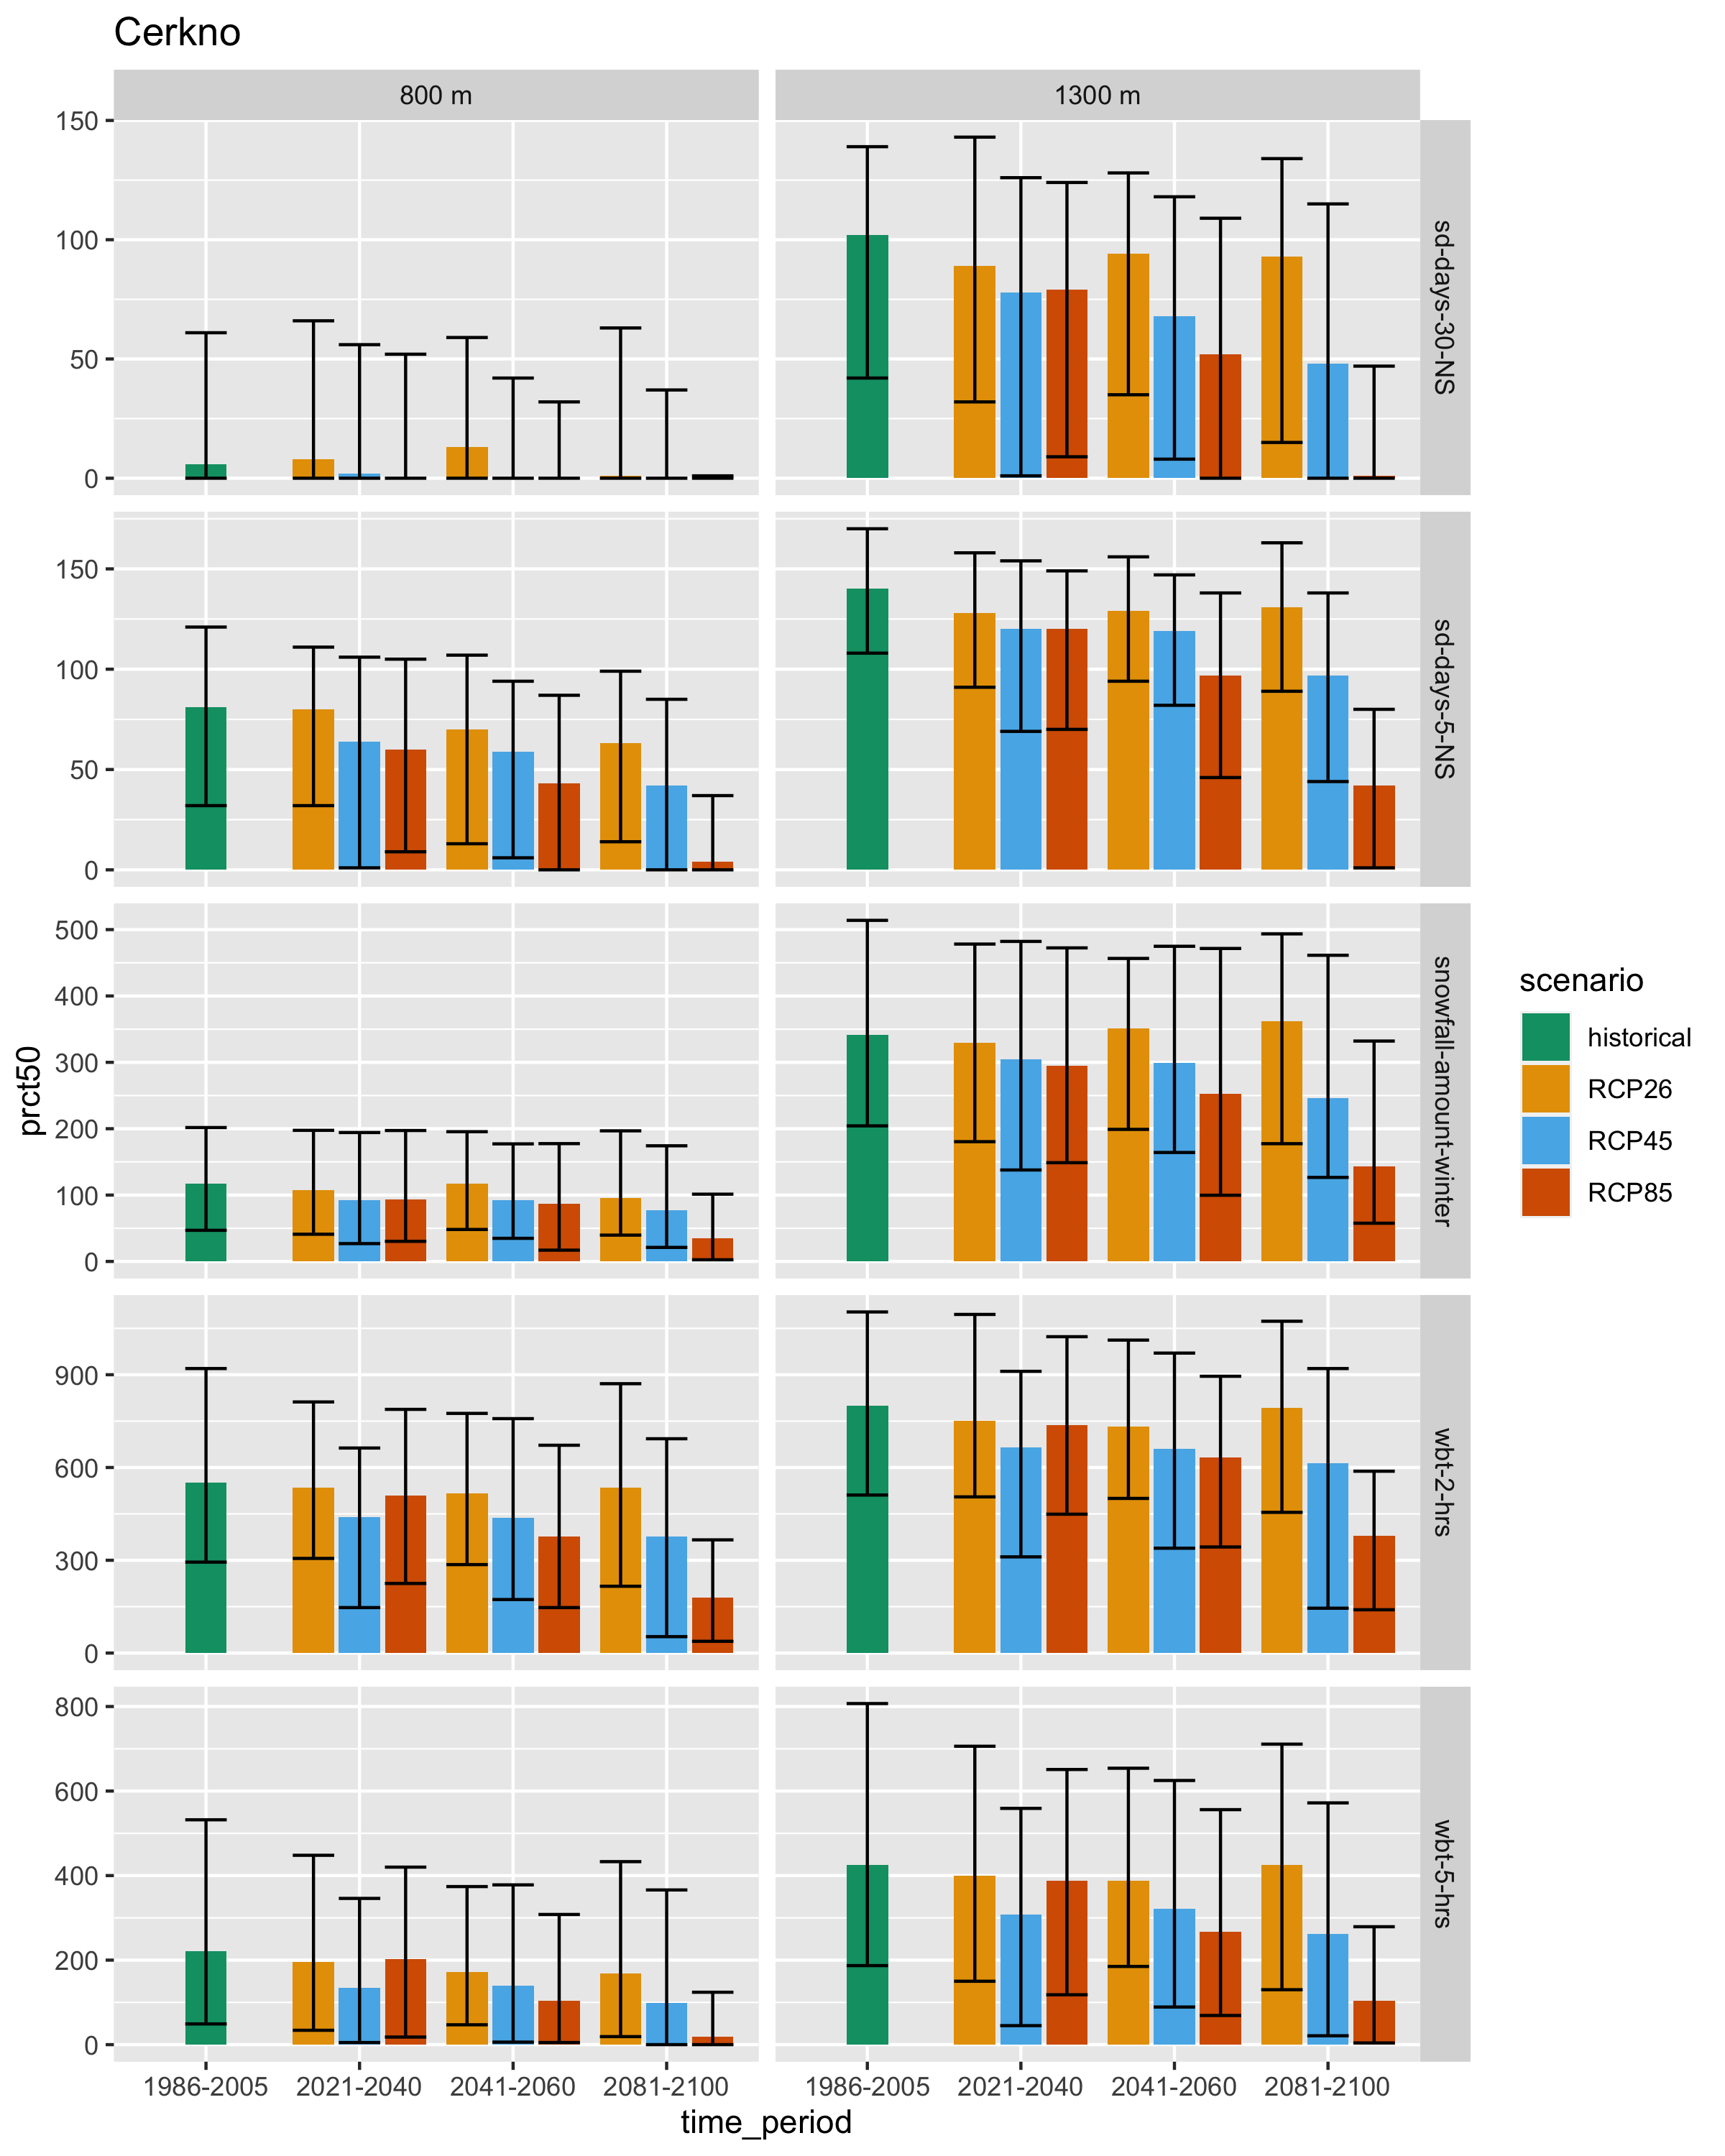 Cerkno
800 m
1300 m
150
100
50
0
sd-days-30-NS
150
100
50
0
sd-days-5-NS
500
400
300
200
100
0
snowfall-amount-winter
900
600
300
0
wbt-2-hrs
800
600
400
200
0
wbt-5-hrs
prct50
1986-2005 2021-2040 2041-2060 2081-2100
1986-2005 2021-2040 2041-2060 2081-2100
time_period
scenario
historical
RCP26
RCP45
RCP85